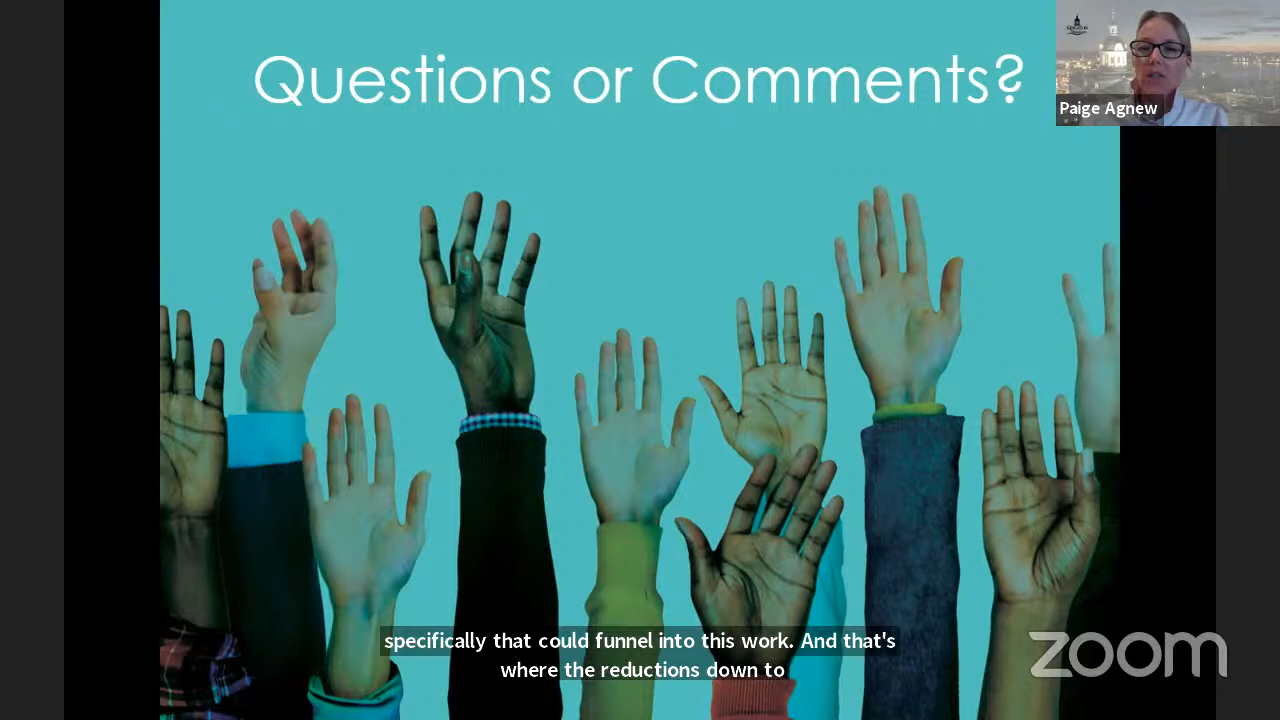 Questions or Comments?
Paige Agnew
specifically that could funnel into this work. And that's
where the reductions down to
zoom